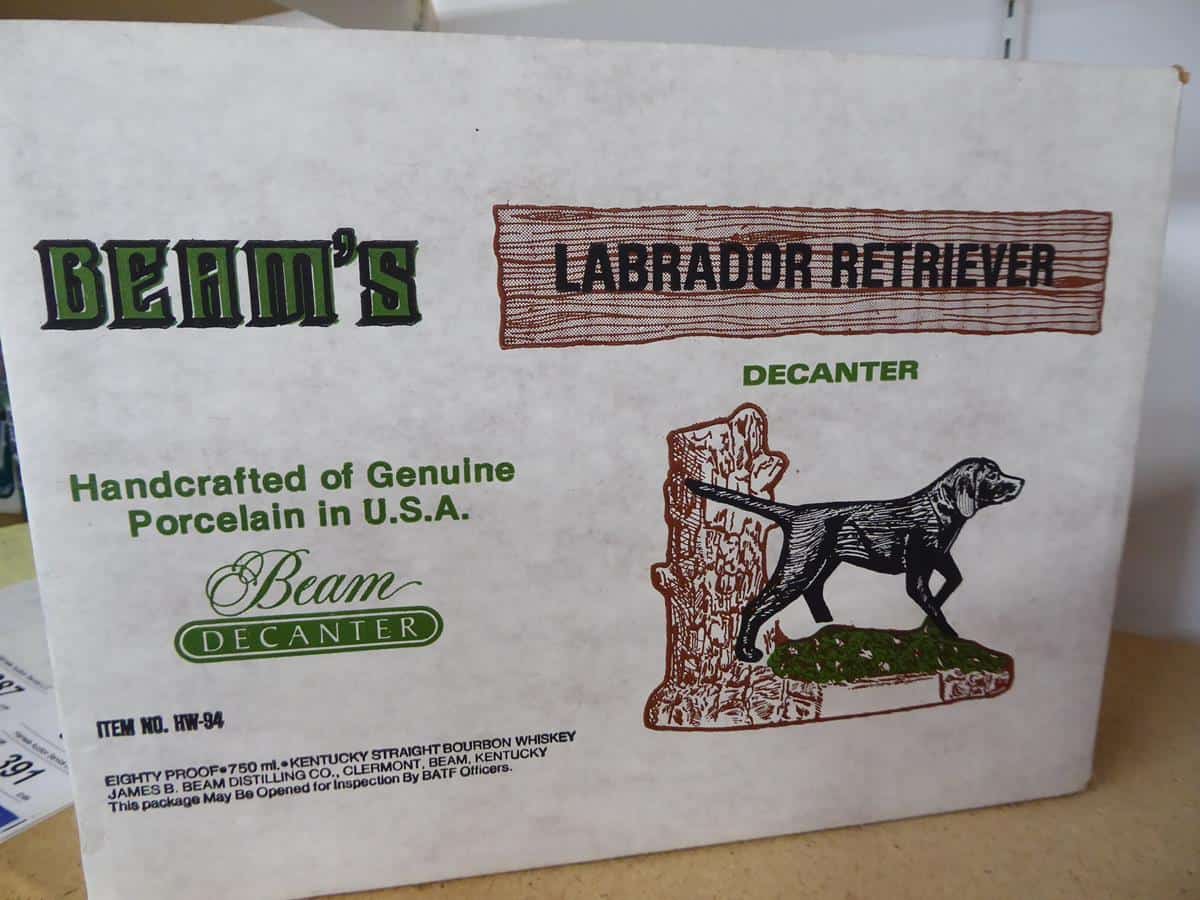 BEAM'S
LABRADOR RETRIEVER
DECANTER
Handcrafted of Genuine
Porcelain in U.S.A.
Beam
DECANTER
ITEM NO. HW-94
EIGHTY PROOF•750 ml.•KENTUCKY STRAIGHT BOURBON WHISKEY
JAMES B. BEAM DISTILLING CO., CLERMONT, BEAM, KENTUCKY
This package May Be Opened for Inspection By BATF Officers.
391